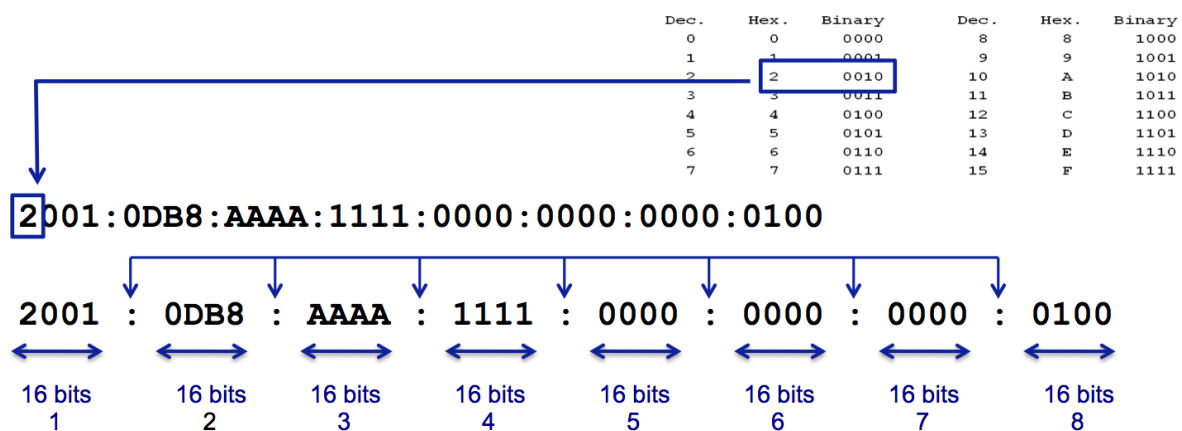 Dec. Hex. Binary Dec. Hex. Binary
0 0 0000 8 8 1000
1 1 0001 9 9 1001
2 2 0010 10 A 1010
3 3 0011 11 B 1011
4 4 0100 12 C 1100
5 5 0101 13 D 1101
6 6 0110 14 E 1110
7 7 0111 15 F 1111
2001:0DB8:AAAA:1111:0000:0000:0000:0100
2001 : 0DB8 : AAAA : 1111 : 0000 : 0000 : 0000 : 0100
16 bits 16 bits 16 bits 16 bits 16 bits 16 bits 16 bits 16 bits
1 2 3 4 5 6 7 8